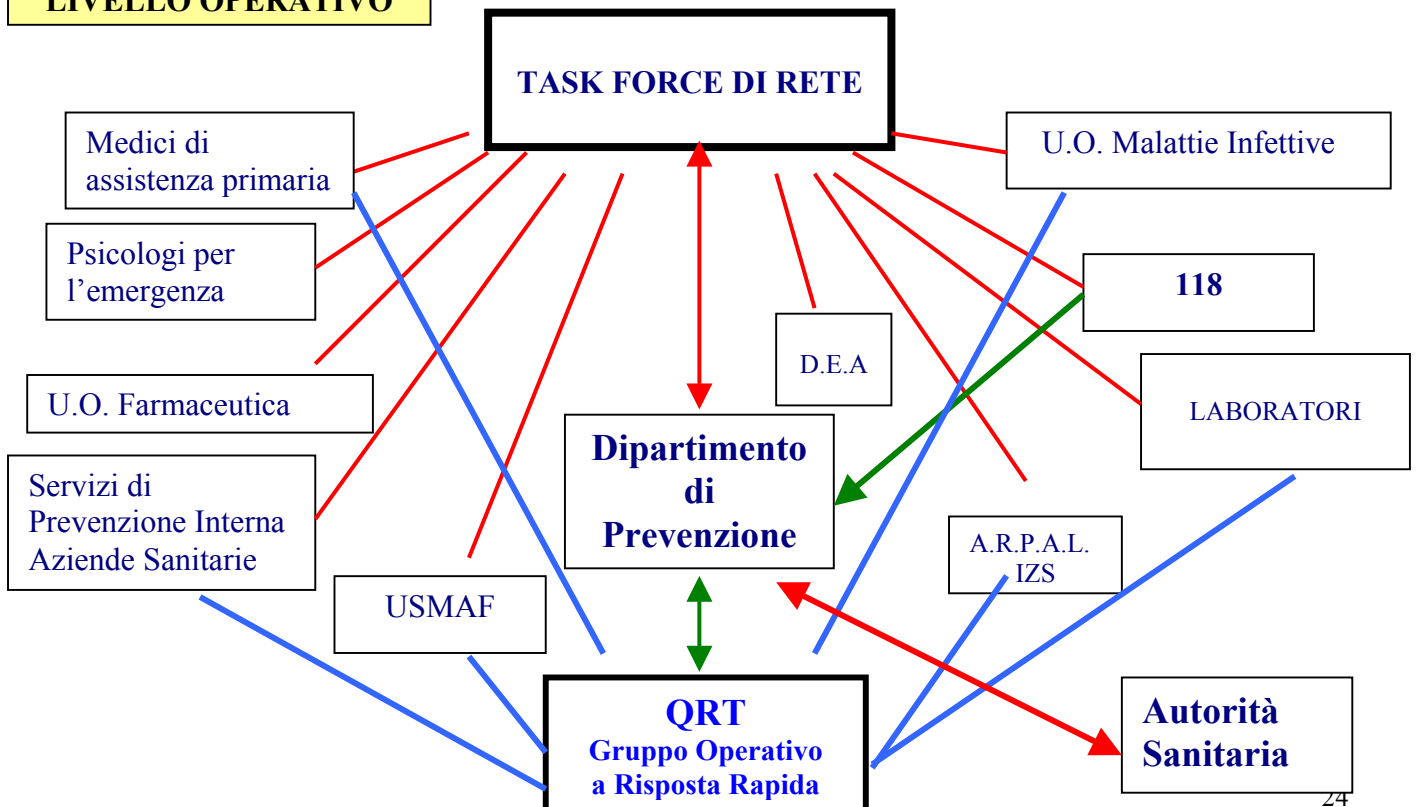 LIVELLO OPERATIVO
TASK FORCE DI RETE
Medici di
assistenza primaria
U.O. Malattie Infettive
Psicologi per
l’emergenza
118
D.E.A
U.O. Farmaceutica
LABORATORI
Dipartimento
di
Prevenzione
Servizi di
Prevenzione Interna
Aziende Sanitarie
A.R.P.A.L.
IZS
USMAF
QRT
Gruppo Operativo
a Risposta Rapida
Autorità
Sanitaria
24